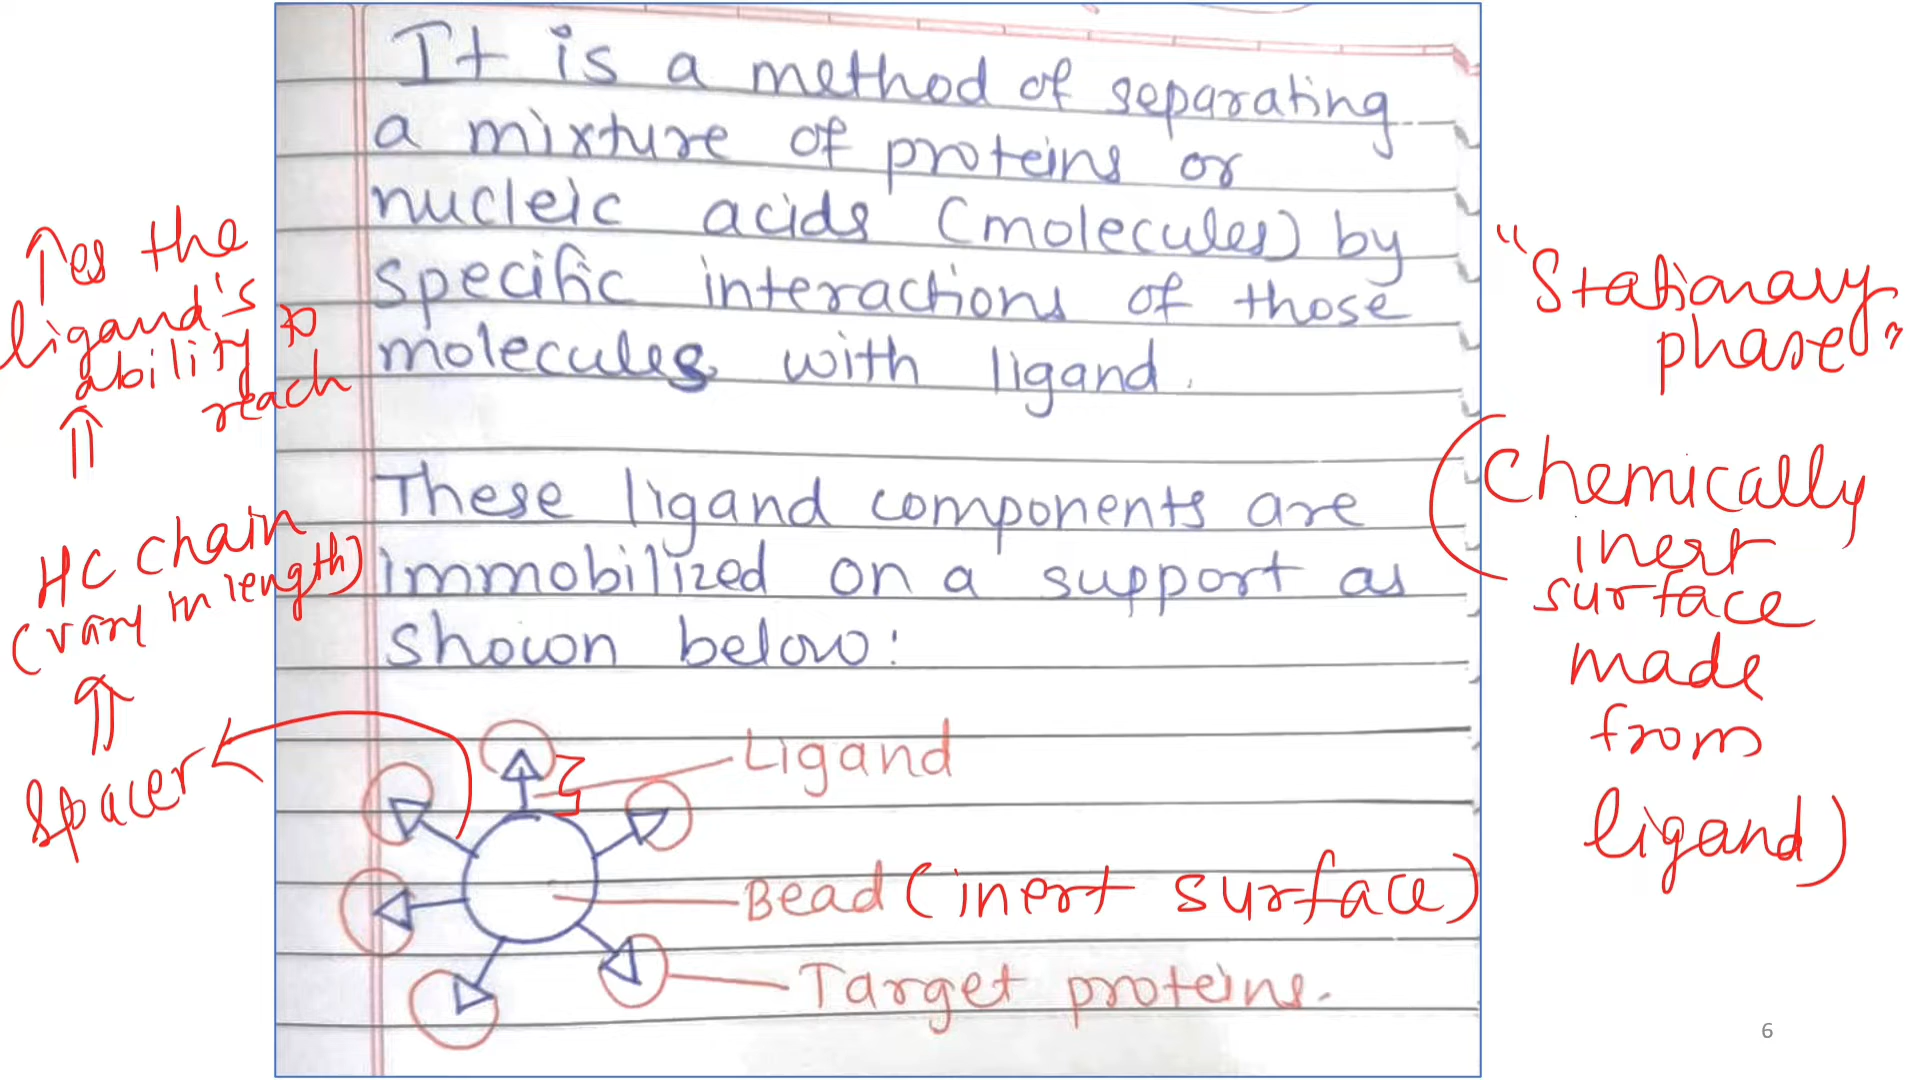 It is a method of separating
a mixture of proteins or
nucleic acids (molecules) by
specific interactions of those
molecules with ligand.
These ligand components are
immobilized on a support as
shown below:
↑es the
ligand's
ability to
reach
⇑
HC chain
(vary in length)
⇑
Spacer
Ligand
Bead (inert surface)
Target proteins.
"Stationary
phase"
(Chemically
inert
surface
made
from
ligand)
6